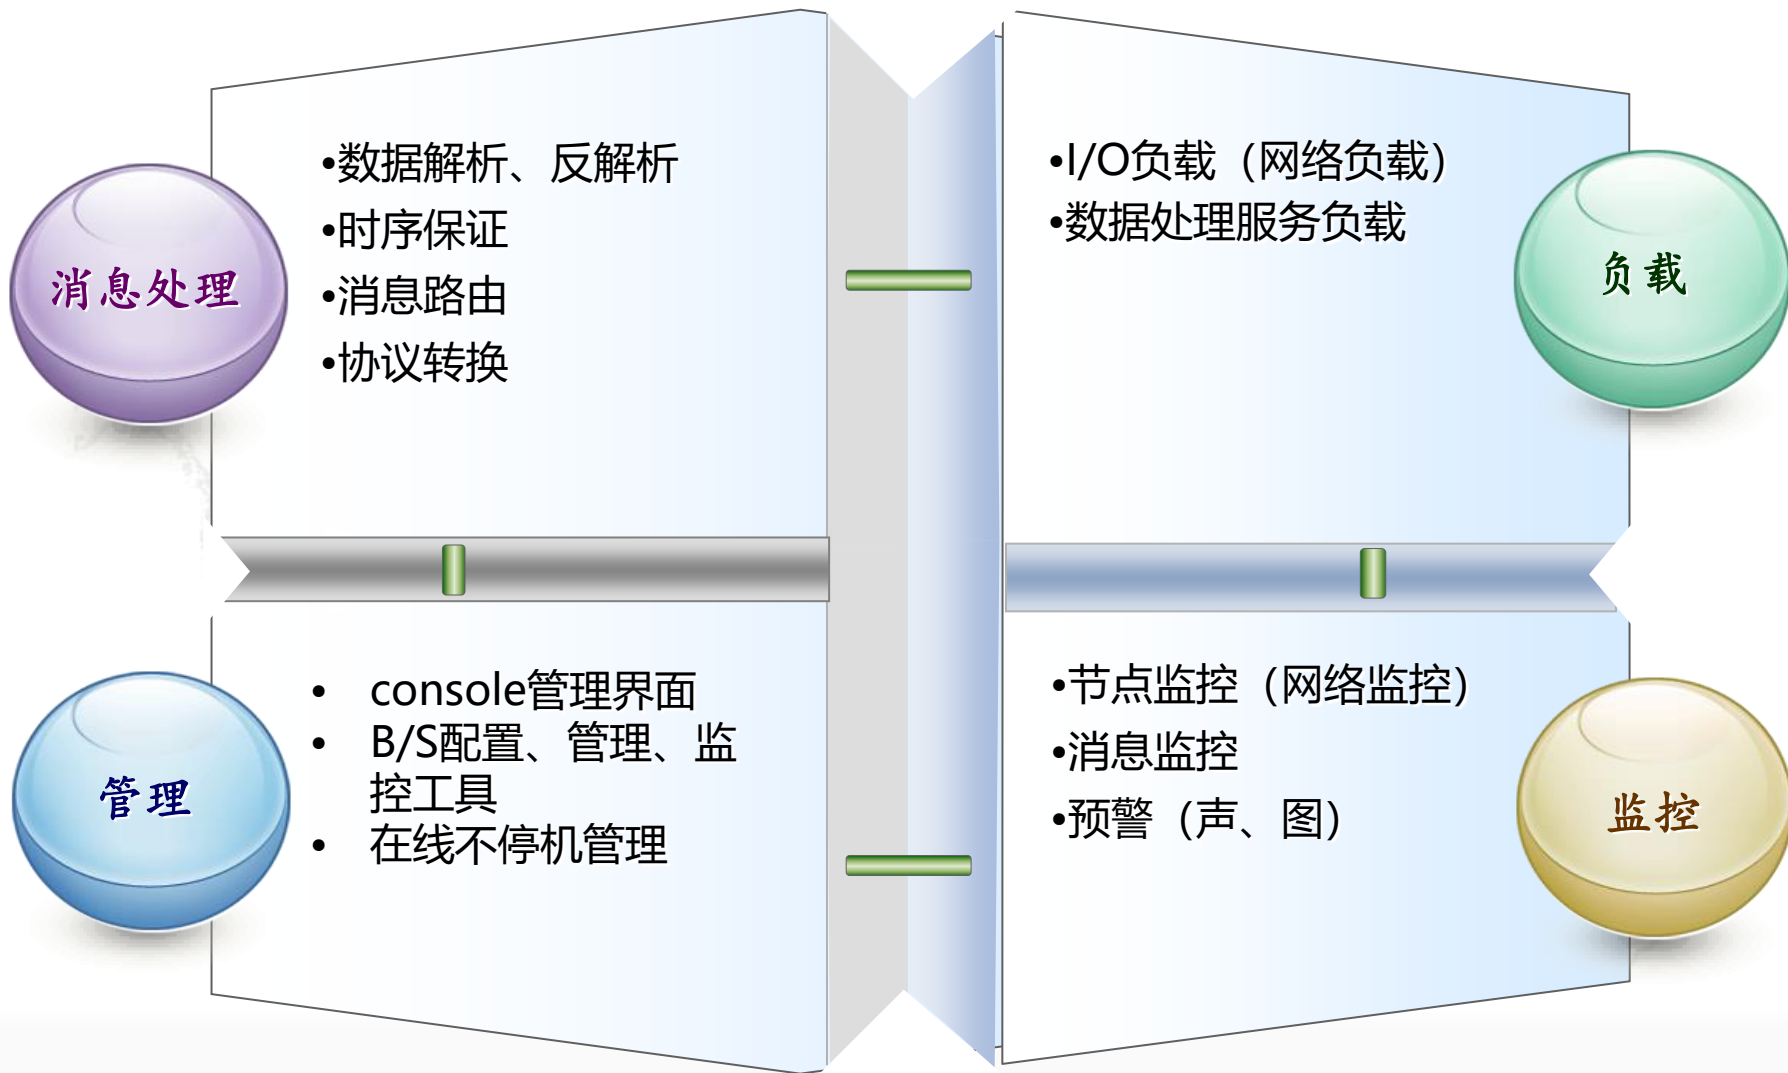 消息处理
•数据解析、反解析
•时序保证
•消息路由
•协议转换
•I/O负载（网络负载）
•数据处理服务负载
负载
管理
• console管理界面
• B/S配置、管理、监
控工具
• 在线不停机管理
•节点监控（网络监控）
•消息监控
•预警（声、图）
监控